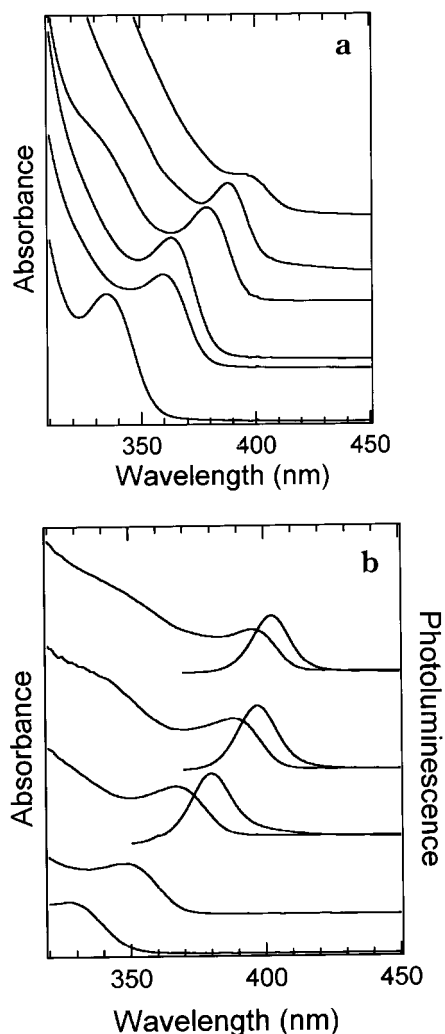 a
Absorbance
350 400 450
Wavelength (nm)
b
Absorbance
Photoluminescence
350 400 450
Wavelength (nm)